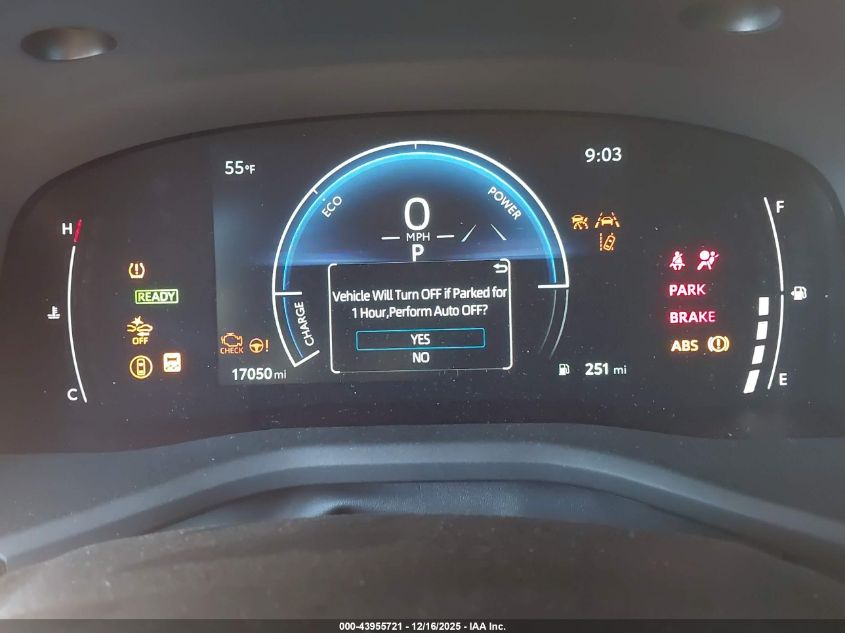 55°F
9:03
ECO
POWER
0
MPH
P
H
F
READY
OFF
CHARGE
Vehicle Will Turn OFF if Parked for
1 Hour,Perform Auto OFF?
YES
NO
PARK
BRAKE
CHECK
ABS
17050 mi
251 mi
C
E
000-43955721 - 12/16/2025 - IAA Inc.